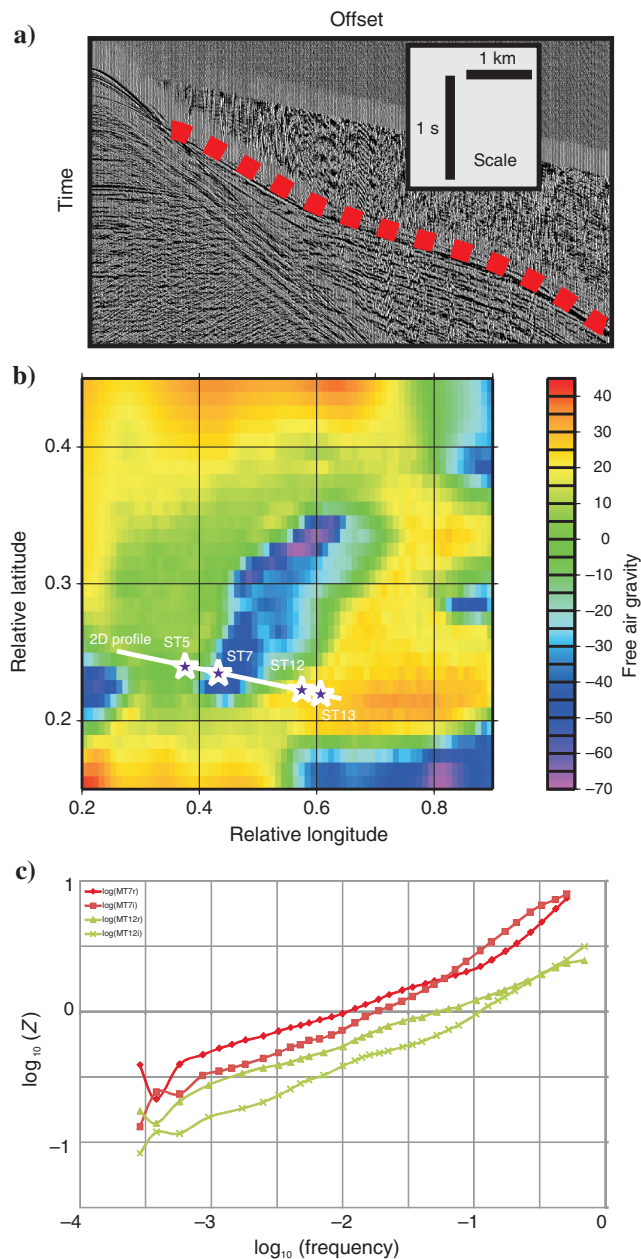 a)
Offset
Time
1 km
1 s
Scale
b)
Relative latitude
0.4
0.3
0.2
2D profile
ST5
ST7
ST12
ST13
0.2
0.4
0.6
0.8
Relative longitude
40
30
20
10
0
–10
–20
–30
–40
–50
–60
–70
Free air gravity
c)
log(MT7r)
log(MT7i)
log(MT12r)
log(MT12i)
1
0
–1
log₁₀ (Z)
–4
–3
–2
–1
0
log₁₀ (frequency)